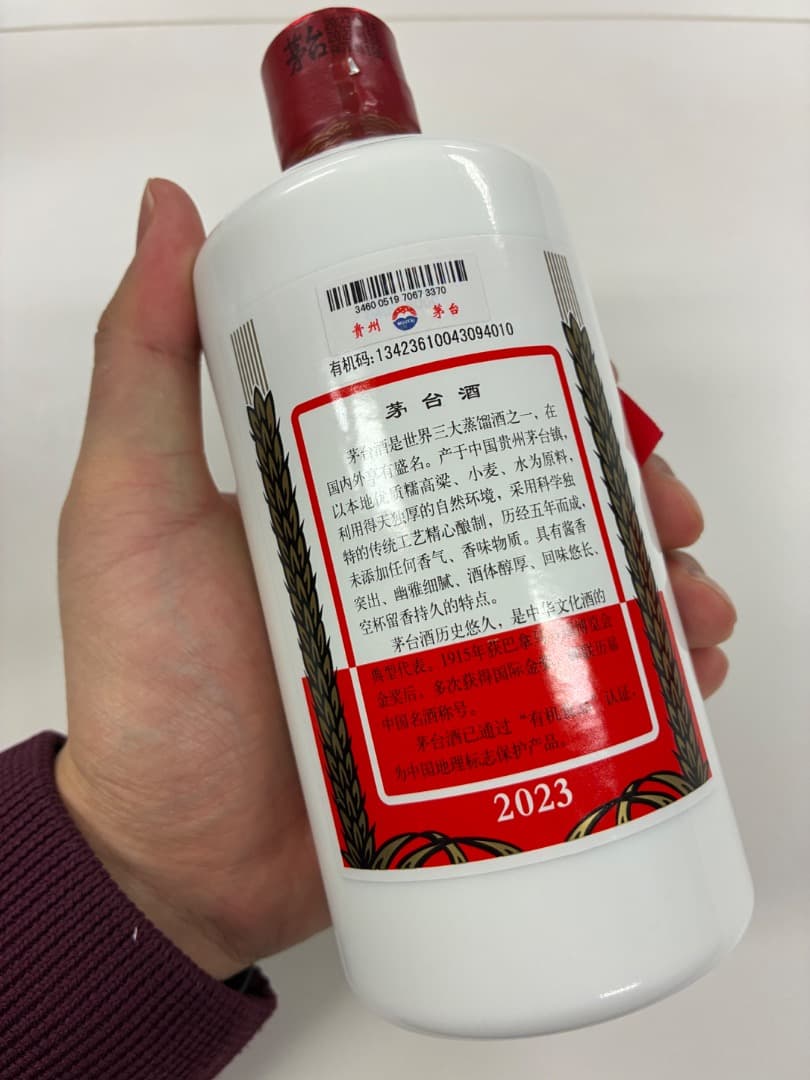 茅台
3460 0519 7067 3370
贵州 茅台
有机码:13423610043094010
茅台酒
茅台酒是世界三大蒸馏酒之一，在
国内外享有盛名。产于中国贵州茅台镇，
以本地优质糯高粱、小麦、水为原料，
利用得天独厚的自然环境，采用科学独
特的传统工艺精心酿制，历经五年而成，
未添加任何香气、香味物质。具有酱香
突出、幽雅细腻、酒体醇厚、回味悠长、
空杯留香持久的特点。
茅台酒历史悠久，是中华文化酒的
典型代表。1915年获巴拿马 博览会
金奖后，多次获得国际金奖， 联历届
中国名酒称号。
茅台酒已通过“有机 ”认证，
为中国地理标志保护产品。
2023